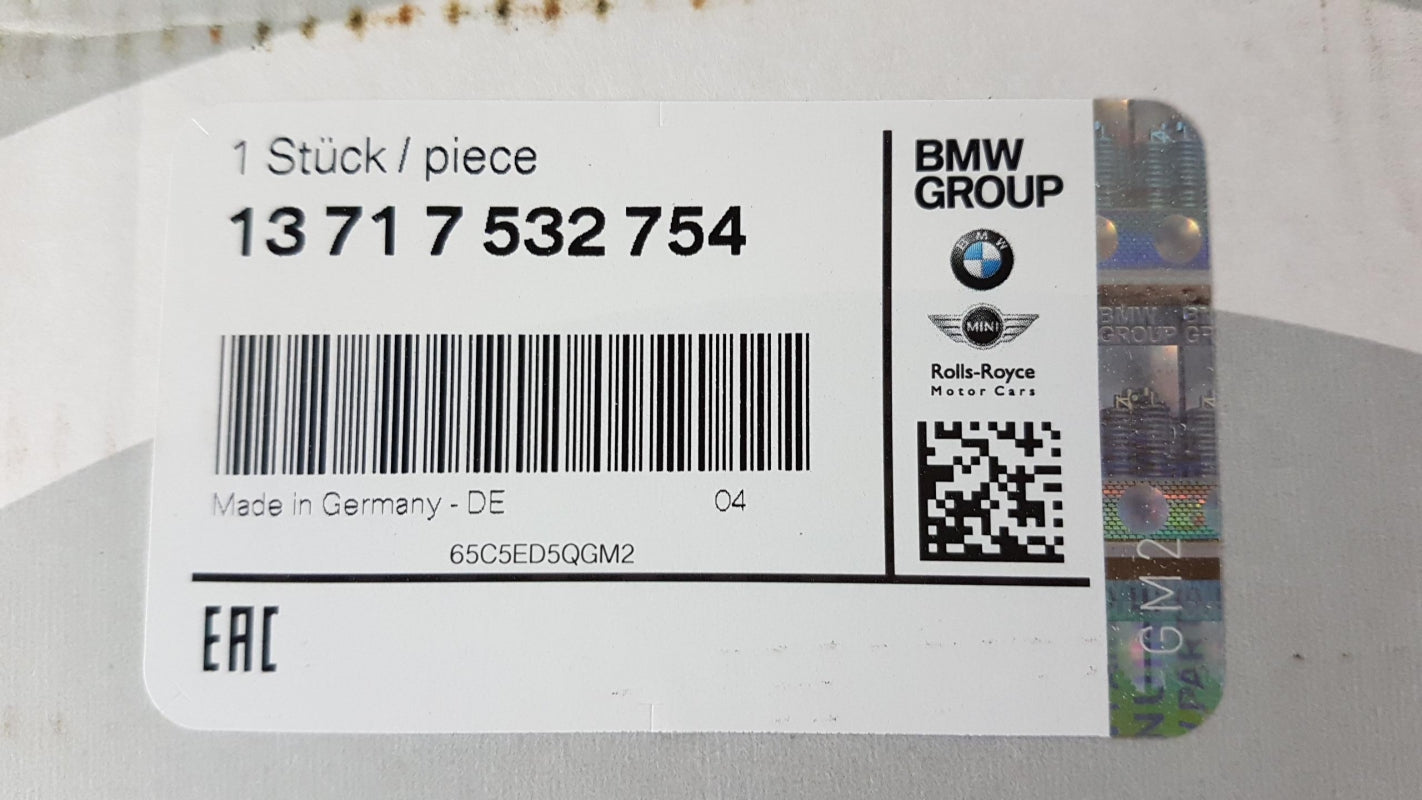 1 Stück / piece
13 71 7 532 754
Made in Germany - DE 04
65C5ED5QGM2
EAC
BMW
GROUP
BMW
MINI
Rolls-Royce
Motor Cars
BMW
GROUP
GM2